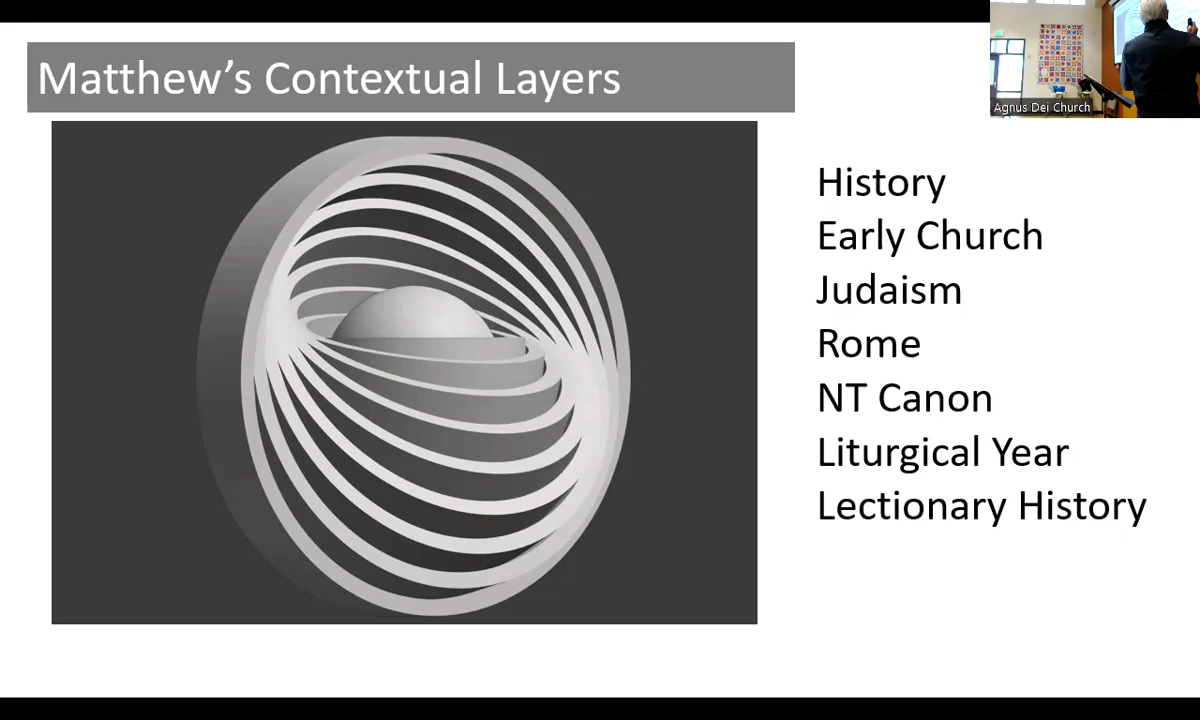 Matthew's Contextual Layers
Agnus Dei Church
History
Early Church
Judaism
Rome
NT Canon
Liturgical Year
Lectionary History